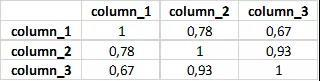 column_1 column_2 column_3
column_1 1 0,78 0,67
column_2 0,78 1 0,93
column_3 0,67 0,93 1